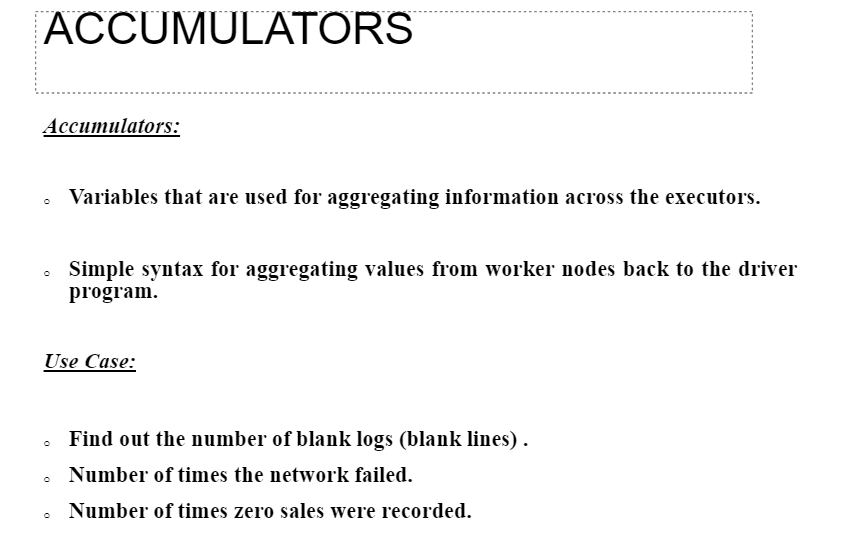 ACCUMULATORS
Accumulators:
Variables that are used for aggregating information across the executors.
Simple syntax for aggregating values from worker nodes back to the driver
program.
Use Case:
Find out the number of blank logs (blank lines) .
Number of times the network failed.
Number of times zero sales were recorded.